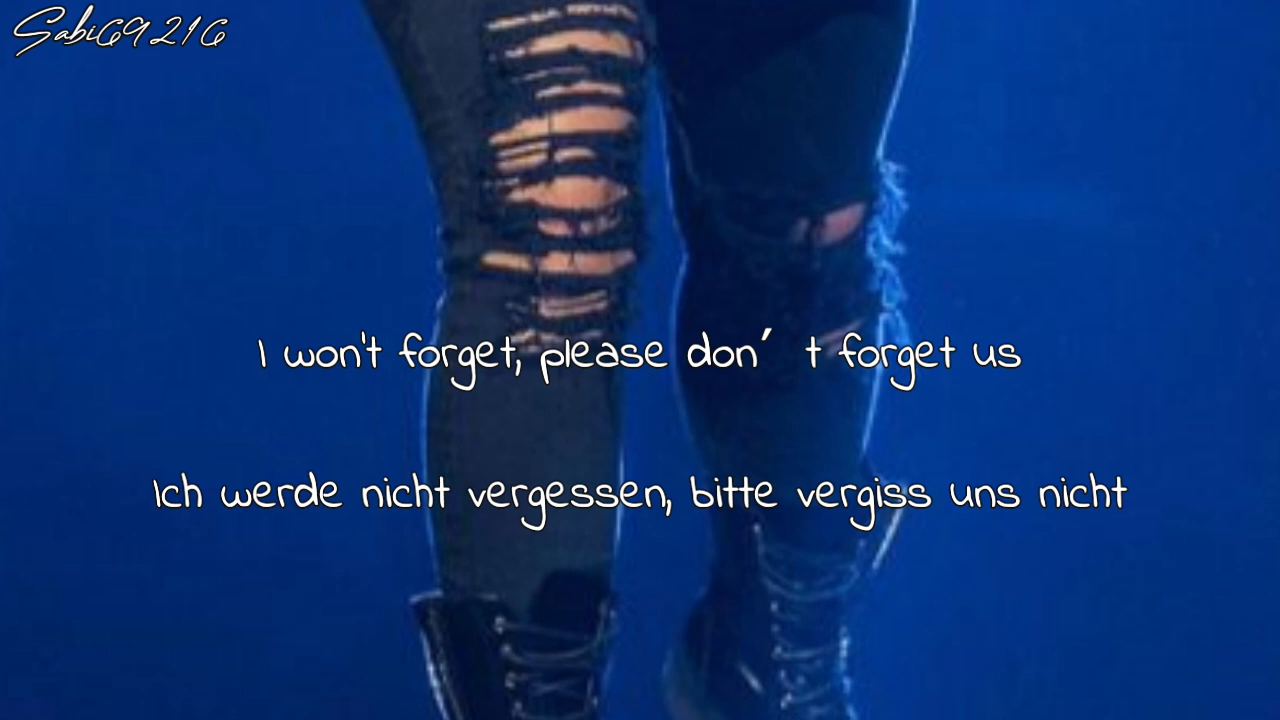 Sabi69216
I won't forget, please don′t forget us
Ich werde nicht vergessen, bitte vergiss uns nicht